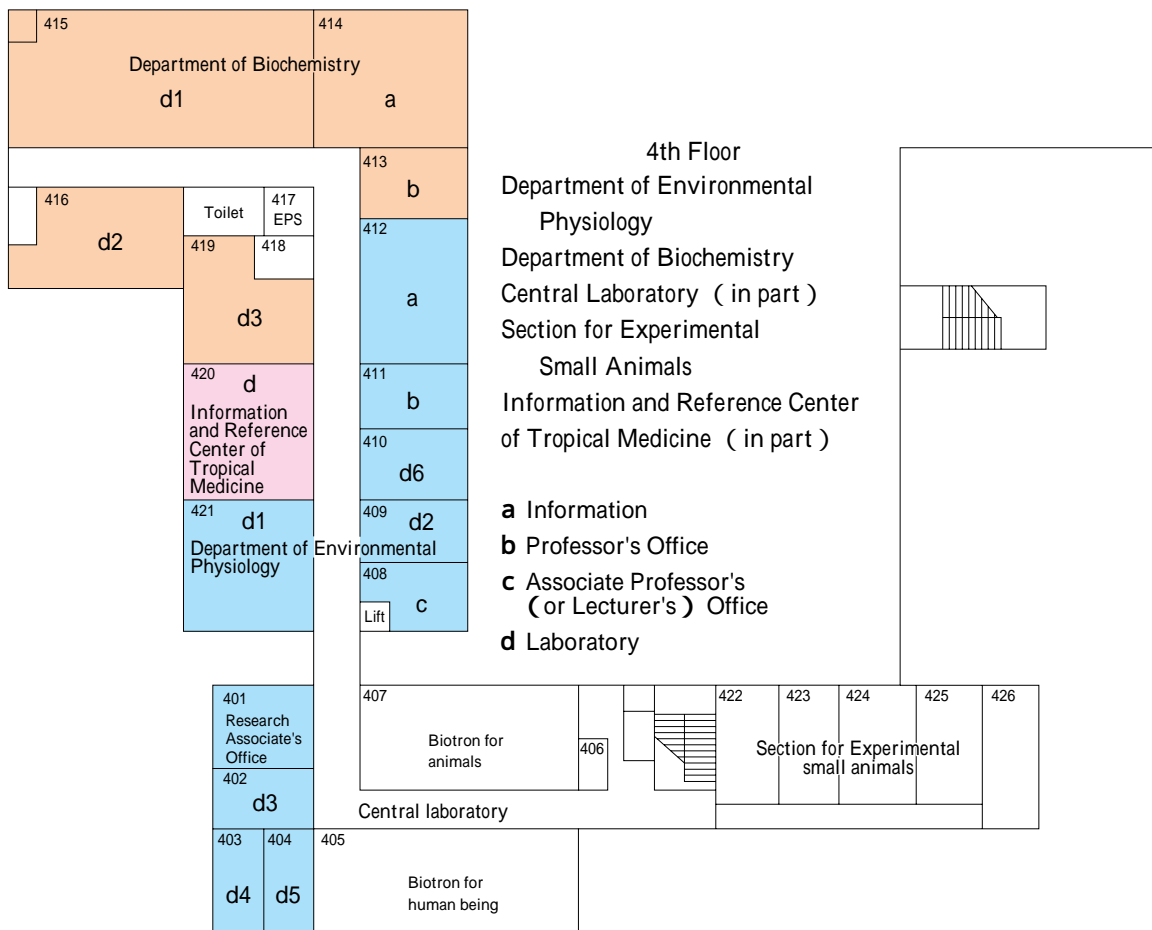 415
414
Department of Biochemistry
d1
a
413
b
4th Floor
Department of Environmental
Physiology
Department of Biochemistry
Central Laboratory ( in part )
Section for Experimental
Small Animals
Information and Reference Center
of Tropical Medicine ( in part )
a Information
b Professor's Office
c Associate Professor's
( or Lecturer's ) Office
d Laboratory
416
d2
Toilet
417
EPS
418
419
d3
412
a
411
b
420
d
Information
and Reference
Center of
Tropical
Medicine
410
d6
421
d1
409
d2
Department of Environmental
Physiology
408
c
Lift
401
Research
Associate's
Office
402
d3
403
d4
404
d5
407
Biotron for
animals
406
Central laboratory
405
Biotron for
human being
422
423
424
425
426
Section for Experimental
small animals